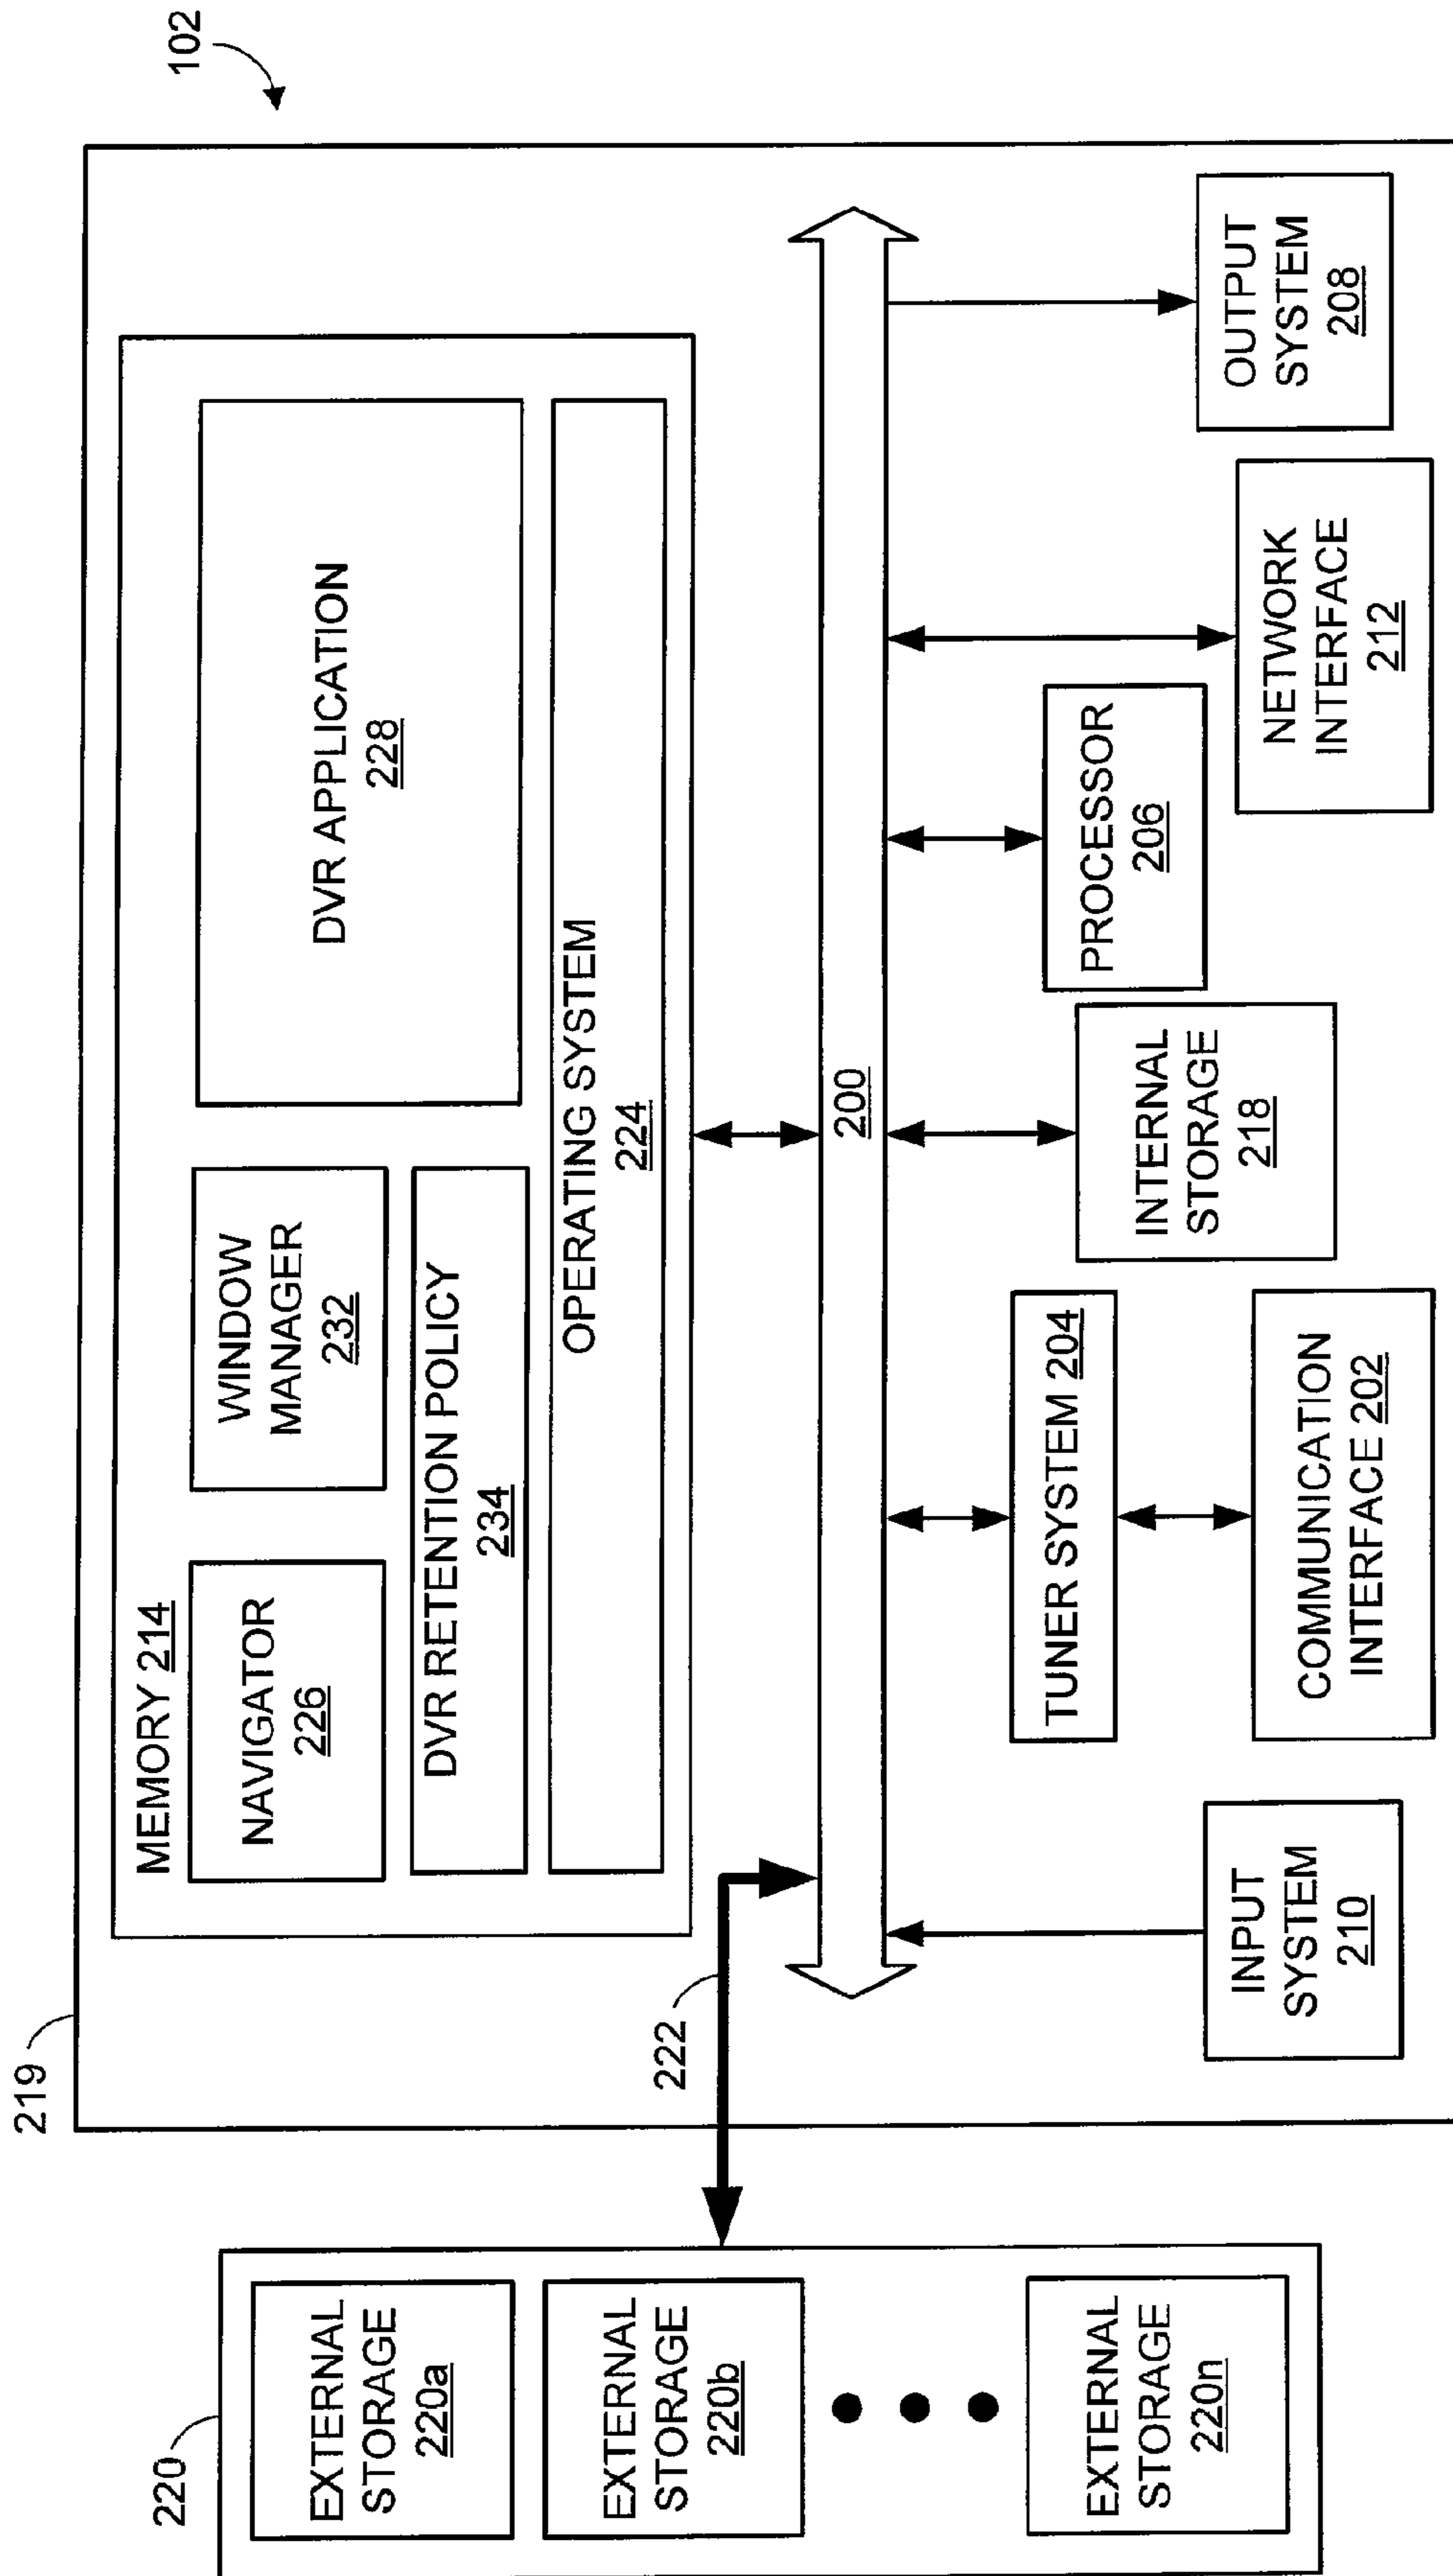 102
219
MEMORY 214
NAVIGATOR
226
WINDOW
MANAGER
232
DVR APPLICATION
228
DVR RETENTION POLICY
234
OPERATING SYSTEM
224
220
EXTERNAL
STORAGE
220a
EXTERNAL
STORAGE
220b
EXTERNAL
STORAGE
220n
222
200
INPUT
SYSTEM
210
TUNER SYSTEM 204
COMMUNICATION
INTERFACE 202
INTERNAL
STORAGE
218
PROCESSOR
206
NETWORK
INTERFACE
212
OUTPUT
SYSTEM
208